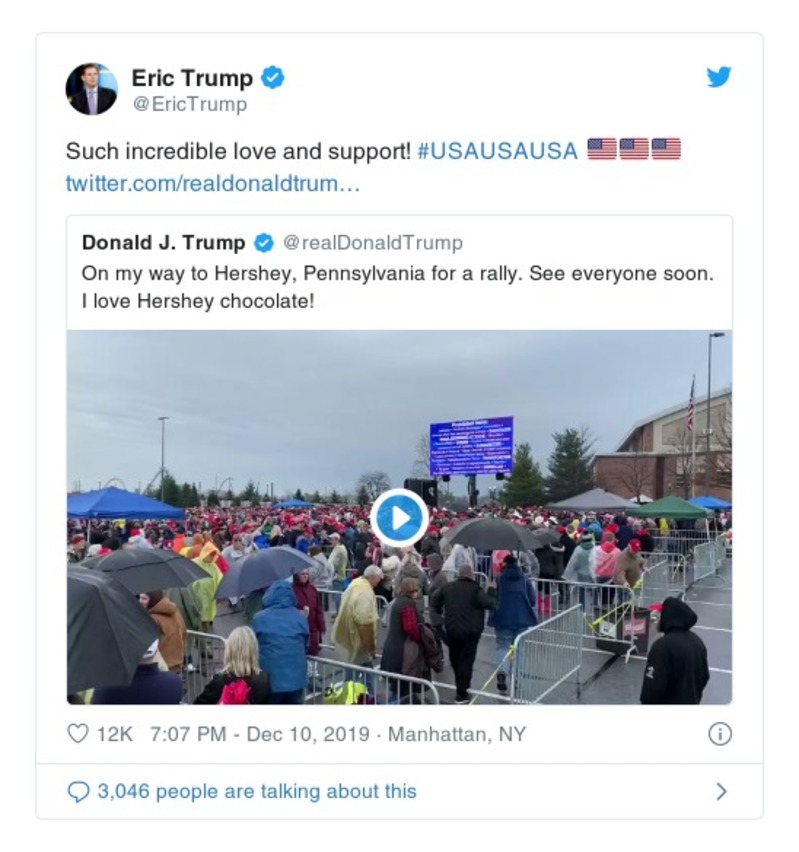 Eric Trump
@EricTrump
Such incredible love and support! #USAUSAUSA
twitter.com/realdonaldtrum…
Donald J. Trump @realDonaldTrump
On my way to Hershey, Pennsylvania for a rally. See everyone soon.
I love Hershey chocolate!
12K 7:07 PM - Dec 10, 2019 · Manhattan, NY
3,046 people are talking about this